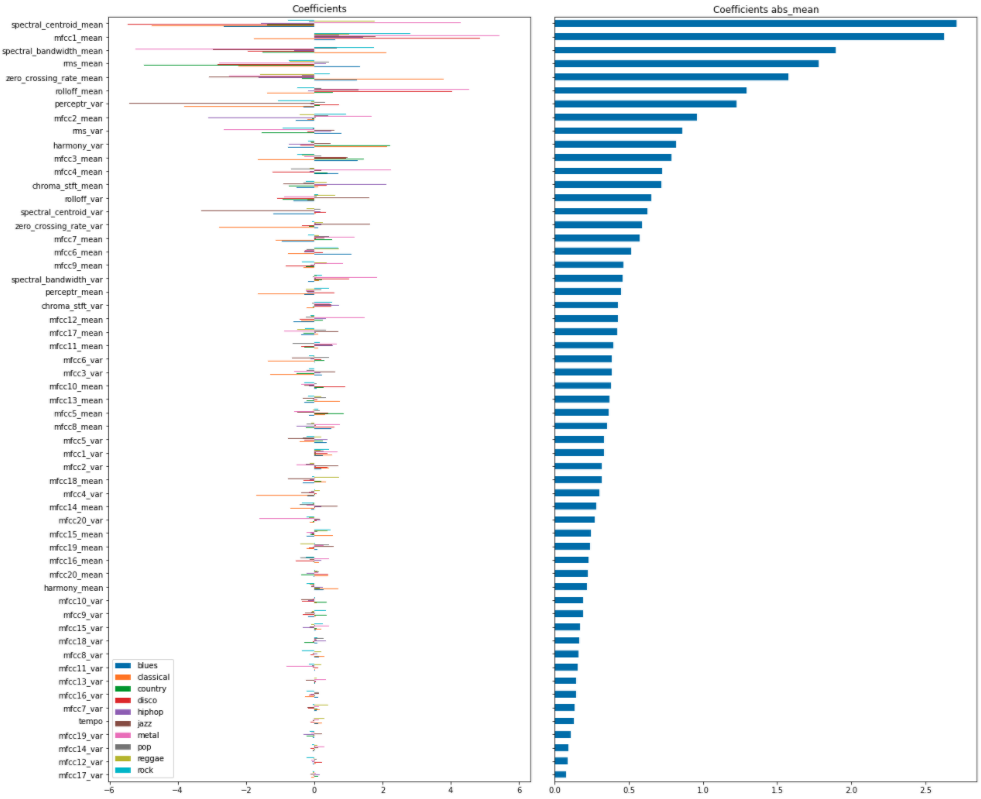 Coefficients
spectral_centroid_mean
mfcc1_mean
spectral_bandwidth_mean
rms_mean
zero_crossing_rate_mean
rolloff_mean
perceptr_var
mfcc2_mean
rms_var
harmony_var
mfcc3_mean
mfcc4_mean
chroma_stft_mean
rolloff_var
spectral_centroid_var
zero_crossing_rate_var
mfcc7_mean
mfcc6_mean
mfcc9_mean
spectral_bandwidth_var
perceptr_mean
chroma_stft_var
mfcc12_mean
mfcc17_mean
mfcc11_mean
mfcc6_var
mfcc3_var
mfcc10_mean
mfcc13_mean
mfcc5_mean
mfcc8_mean
mfcc5_var
mfcc1_var
mfcc2_var
mfcc18_mean
mfcc4_var
mfcc14_mean
mfcc20_var
mfcc15_mean
mfcc19_mean
mfcc16_mean
mfcc20_mean
harmony_mean
mfcc10_var
mfcc9_var
mfcc15_var
mfcc18_var
mfcc8_var
mfcc11_var
mfcc13_var
mfcc16_var
mfcc7_var
tempo
mfcc19_var
mfcc14_var
mfcc12_var
mfcc17_var
blues
classical
country
disco
hiphop
jazz
metal
pop
reggae
rock
−6 −4 −2 0 2 4 6
Coefficients abs_mean
0.0 0.5 1.0 1.5 2.0 2.5